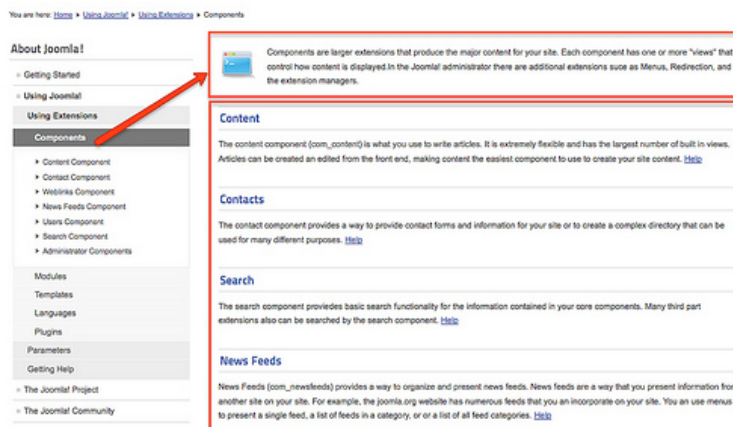 You are here: Home ▸ Using Joomla! ▸ Using Extensions ▸ Components
About Joomla!
Getting Started
Using Joomla!
Using Extensions
Components
Content Component
Contact Component
Weblinks Component
News Feeds Component
Users Component
Search Component
Administrator Components
Modules
Templates
Languages
Plugins
Parameters
Getting Help
The Joomla! Project
The Joomla! Community
Components are larger extensions that produce the major content for your site. Each component has one or more "views" that
control how content is displayed.In the Joomla! administrator there are additional extensions suce as Menus, Redirection, and
the extension managers.
Content
The content component (com_content) is what you use to write articles. It is extremely flexible and has the largest number of built in views.
Articles can be created an edited from the front end, making content the easiest component to use to create your site content. Help
Contacts
The contact component provides a way to provide contact forms and information for your site or to create a complex directory that can be
used for many different purposes. Help
Search
The search component proviedes basic search functionality for the information contained in your core components. Many third part
extensions also can be searched by the search component. Help
News Feeds
News Feeds (com_newsfeeds) provides a way to organize and present news feeds. News feeds are a way that you present information from
another site on your site. For example, the joomla.org website has numerous feeds that you an incorporate on your site. You an use menus
to present a single feed, a list of feeds in a category, or or a list of all feed categories. Help